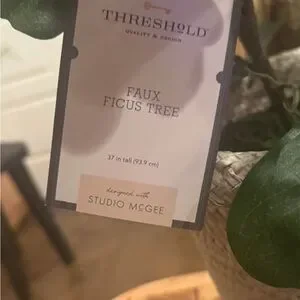 THRESHOLD
QUALITY & DESIGN
FAUX
FICUS TREE
37 in tall (93.9 cm)
designed with
STUDIO McGEE